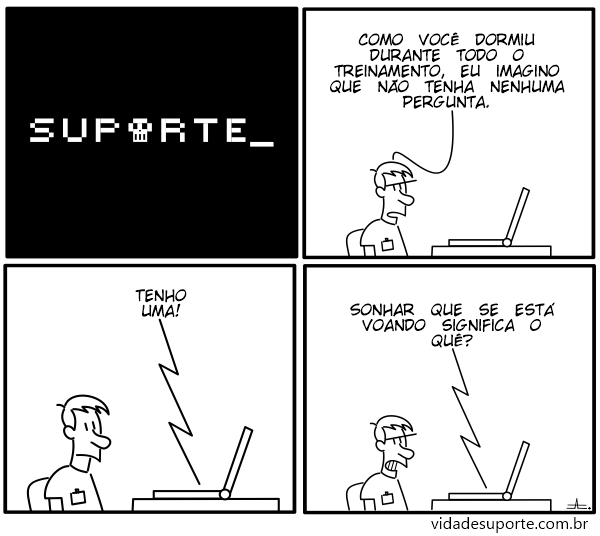 SUPORTE_
COMO VOCÊ DORMIU
DURANTE TODO O
TREINAMENTO, EU IMAGINO
QUE NÃO TENHA NENHUMA
PERGUNTA.
TENHO
UMA!
SONHAR QUE SE ESTÁ
VOANDO SIGNIFICA O
QUÊ?
vidadesuporte.com.br